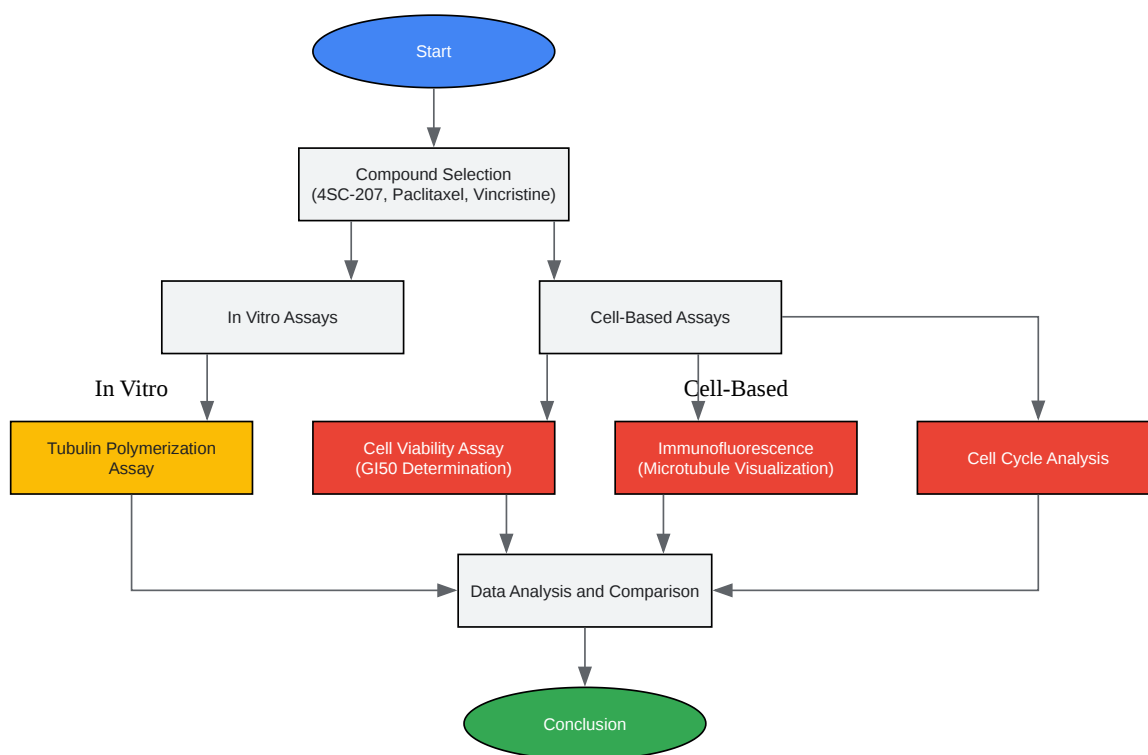 Start
Compound Selection
(4SC-207, Paclitaxel, Vincristine)
In Vitro Assays
Cell-Based Assays
In Vitro
Cell-Based
Tubulin Polymerization
Assay
Cell Viability Assay
(GI50 Determination)
Immunofluorescence
(Microtubule Visualization)
Cell Cycle Analysis
Data Analysis and Comparison
Conclusion